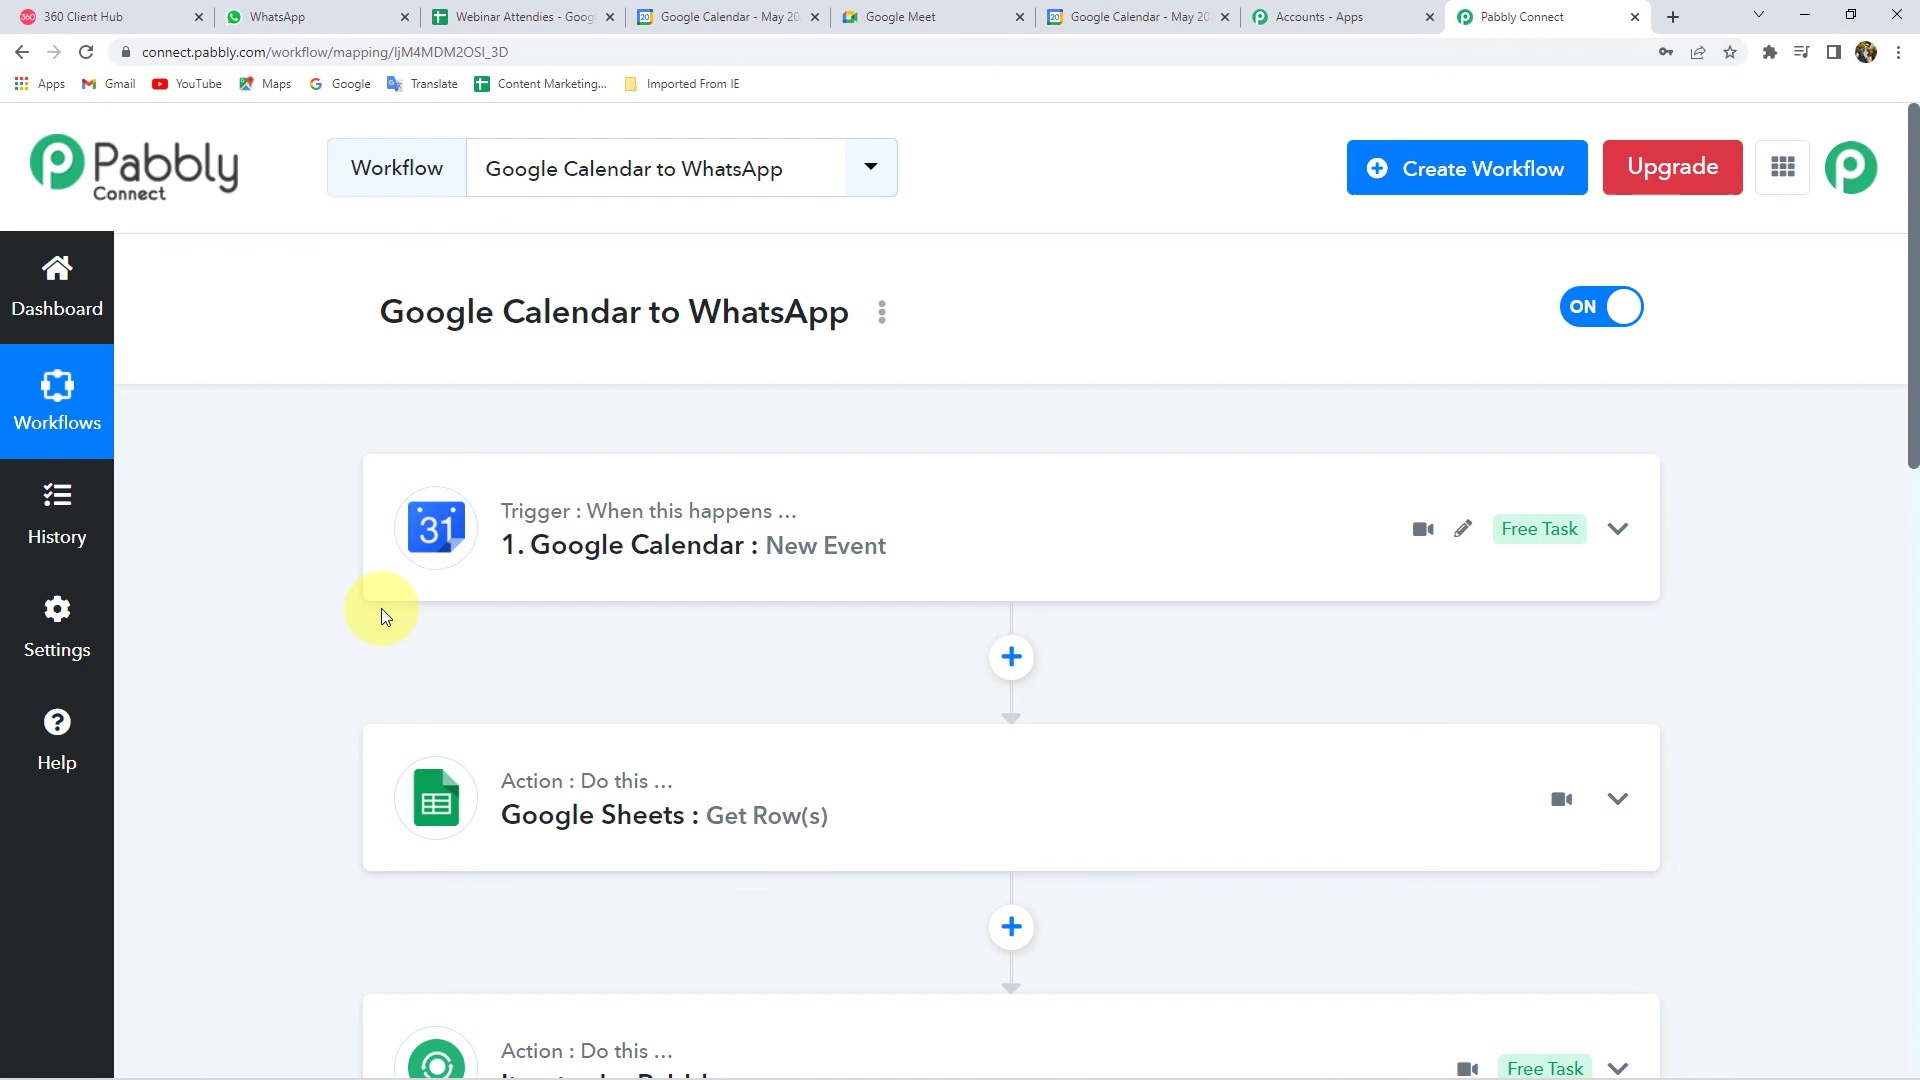 360 Client Hub
WhatsApp
Webinar Attendies - Goog
Google Calendar - May 20
Google Meet
Google Calendar - May 20
Accounts - Apps
Pabbly Connect
connect.pabbly.com/workflow/mapping/IjM4MDM2OSI_3D
Apps
Gmail
YouTube
Maps
Google
Translate
Content Marketing...
Imported From IE
Pabbly
Connect
Workflow
Google Calendar to WhatsApp
Create Workflow
Upgrade
Dashboard
Workflows
History
Settings
Help
Google Calendar to WhatsApp
ON
31
Trigger : When this happens ...
1. Google Calendar : New Event
Free Task
Action : Do this ...
Google Sheets : Get Row(s)
Action : Do this ...
Free Task